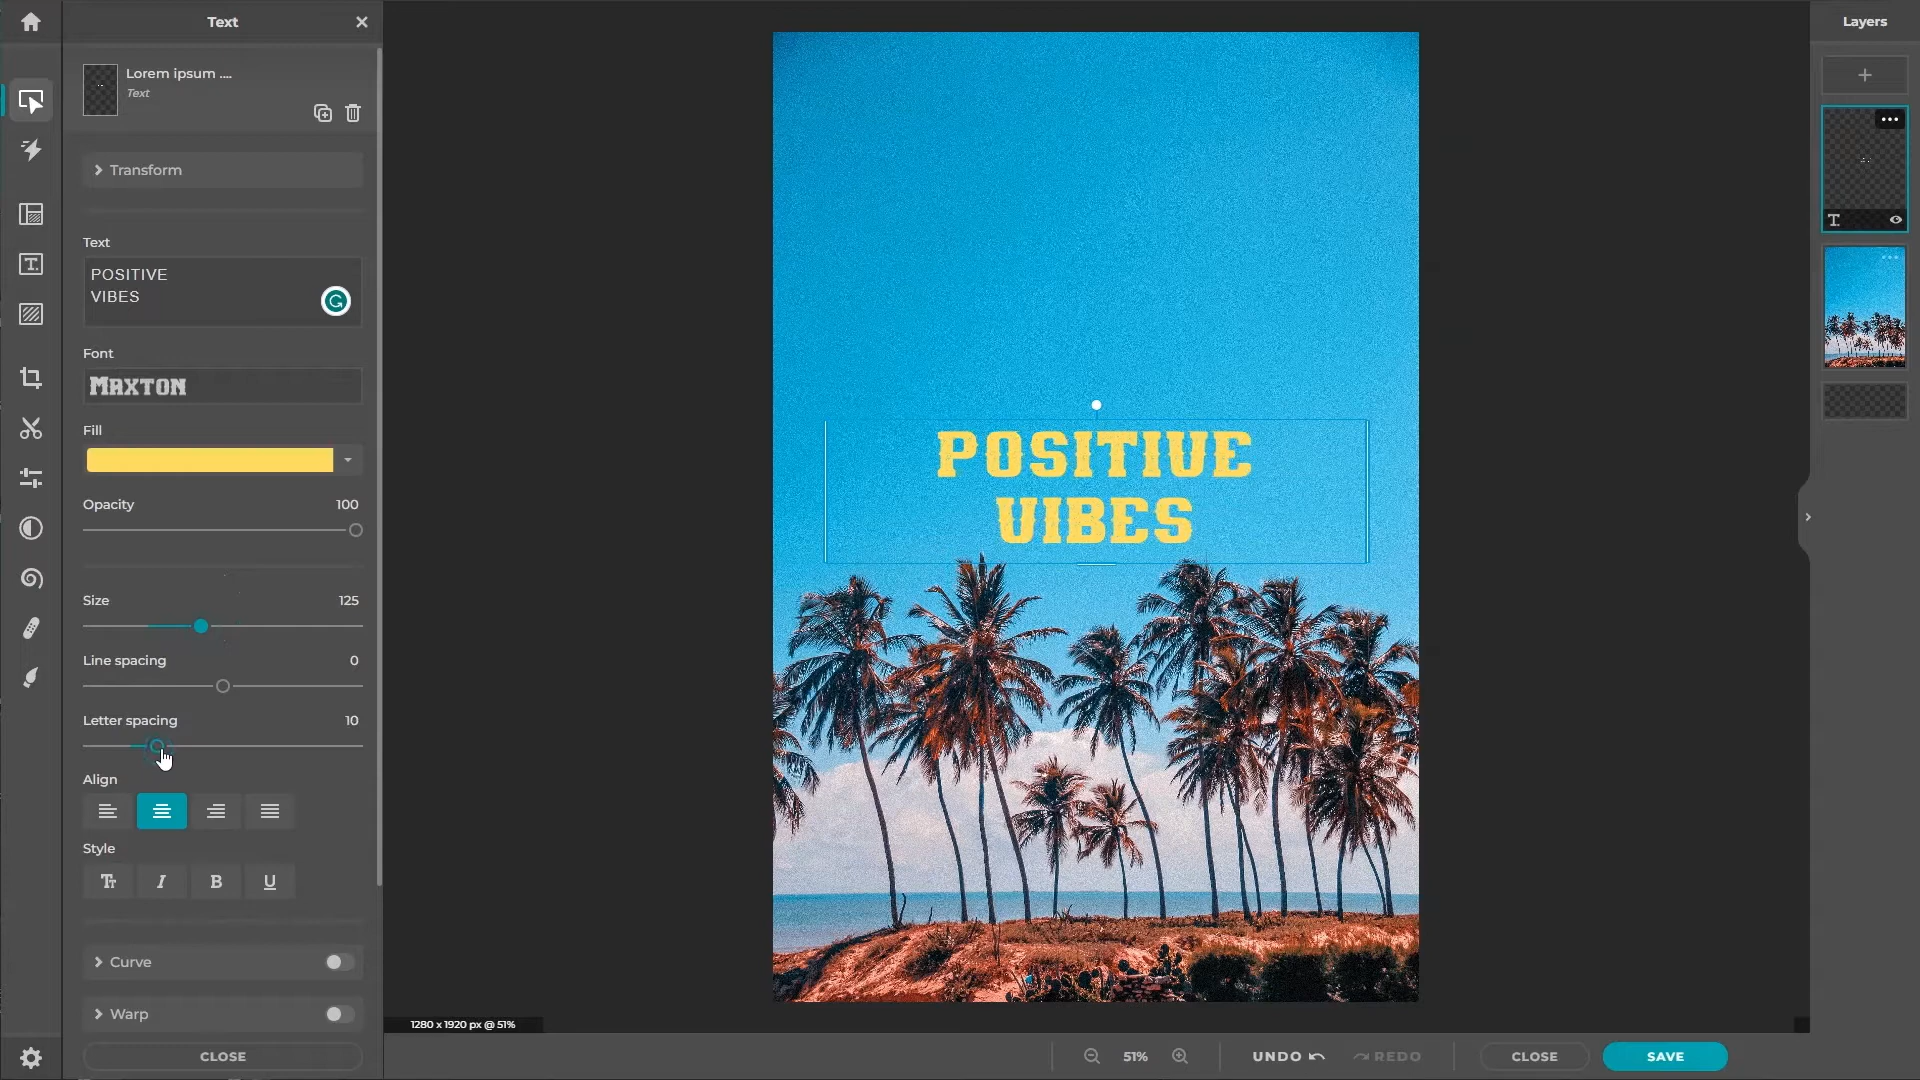 Text
Lorem ipsum ....
Text
Transform
Text
POSITIVE
VIBES
Font
MAXTON
Fill
Opacity 100
Size 125
Line spacing 0
Letter spacing 10
Align
Style
Tt I B U
Curve
Warp
CLOSE
POSITIVE
VIBES
1280 x 1920 px @ 51%
51%
UNDO
REDO
CLOSE
SAVE
Layers
T